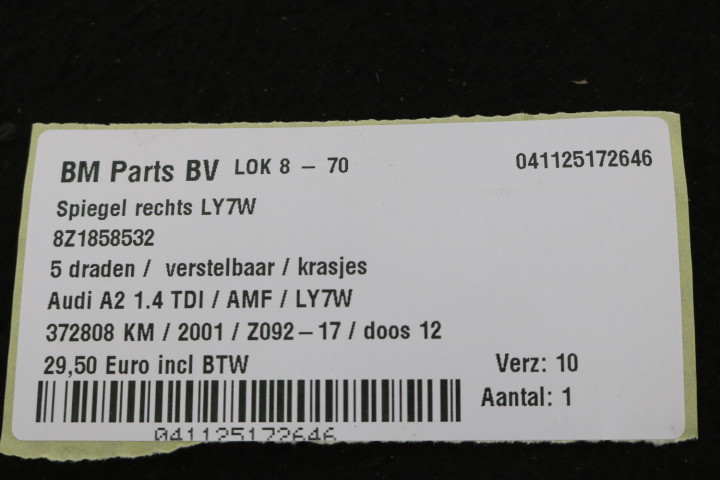 BM Parts BV LOK 8 - 70 041125172646
Spiegel rechts LY7W
8Z1858532
5 draden / verstelbaar / krasjes
Audi A2 1.4 TDI / AMF / LY7W
372808 KM / 2001 / Z092-17 / doos 12
29,50 Euro incl BTW Verz: 10
Aantal: 1
041125172646